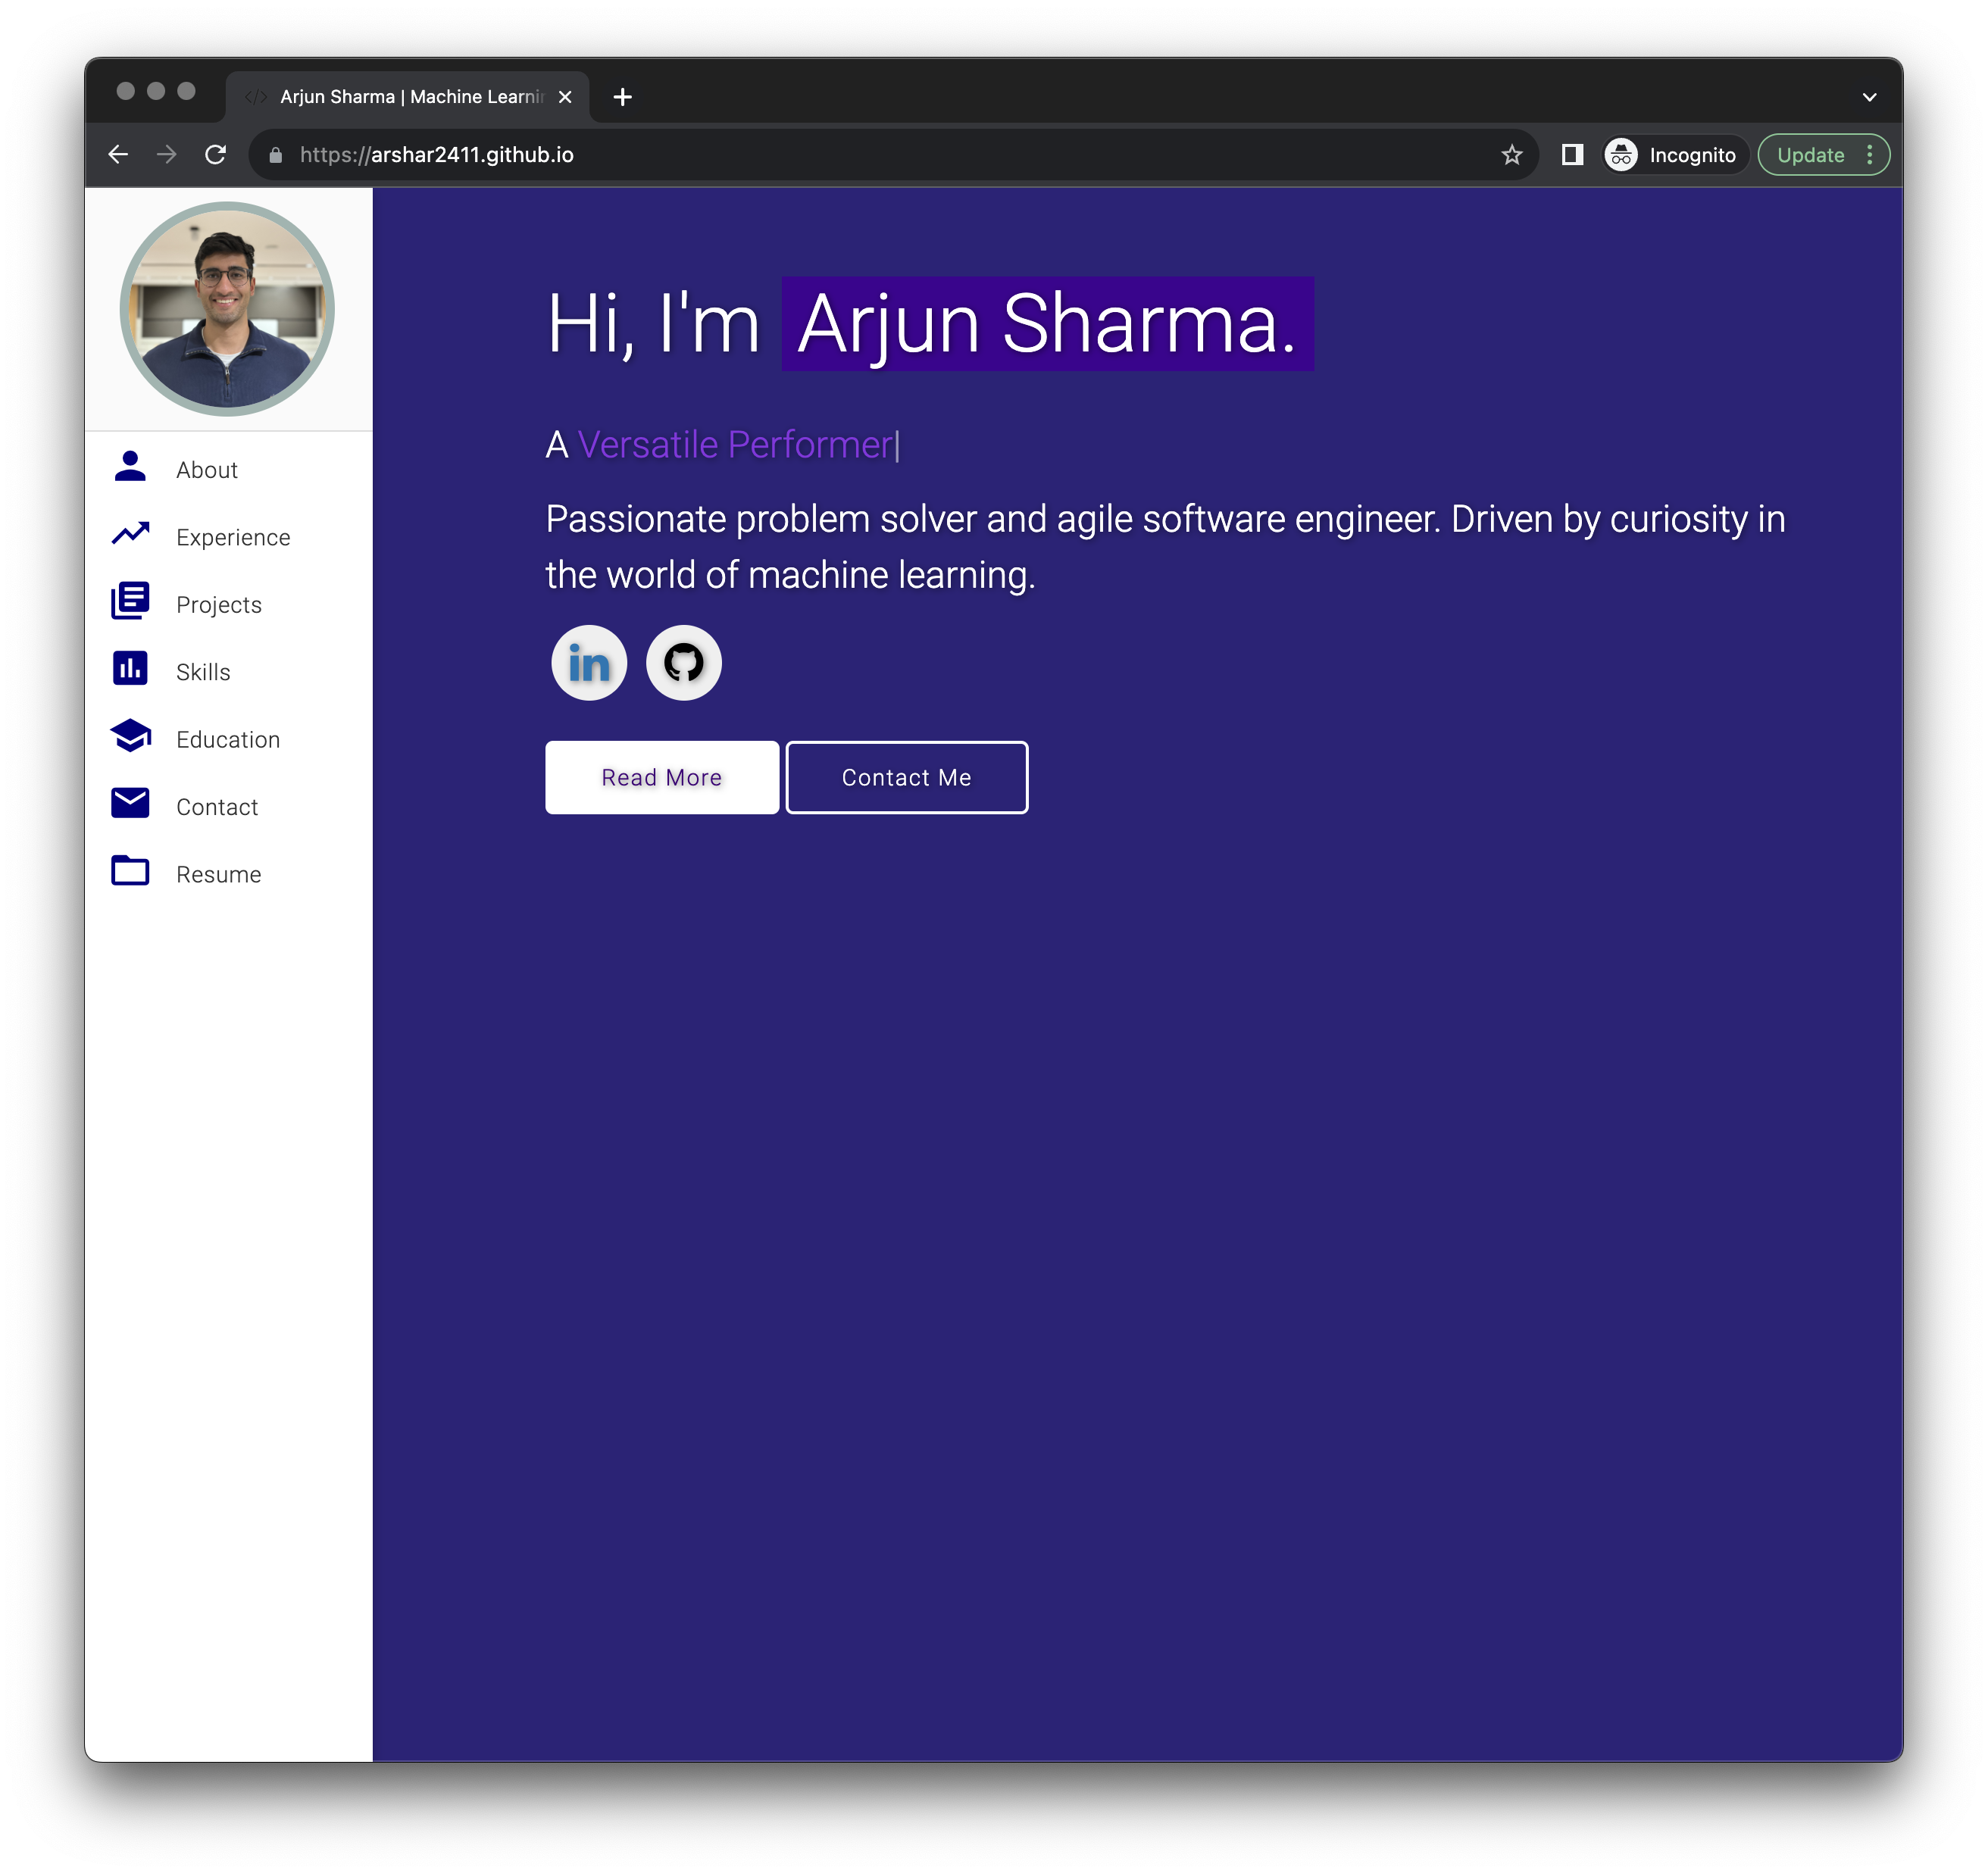 Arjun Sharma | Machine Learnin
https://arshar2411.github.io
Incognito
Update
About
Experience
Projects
Skills
Education
Contact
Resume
Hi, I'm Arjun Sharma.
A Versatile Performer|
Passionate problem solver and agile software engineer. Driven by curiosity in
the world of machine learning.
in
Read More
Contact Me